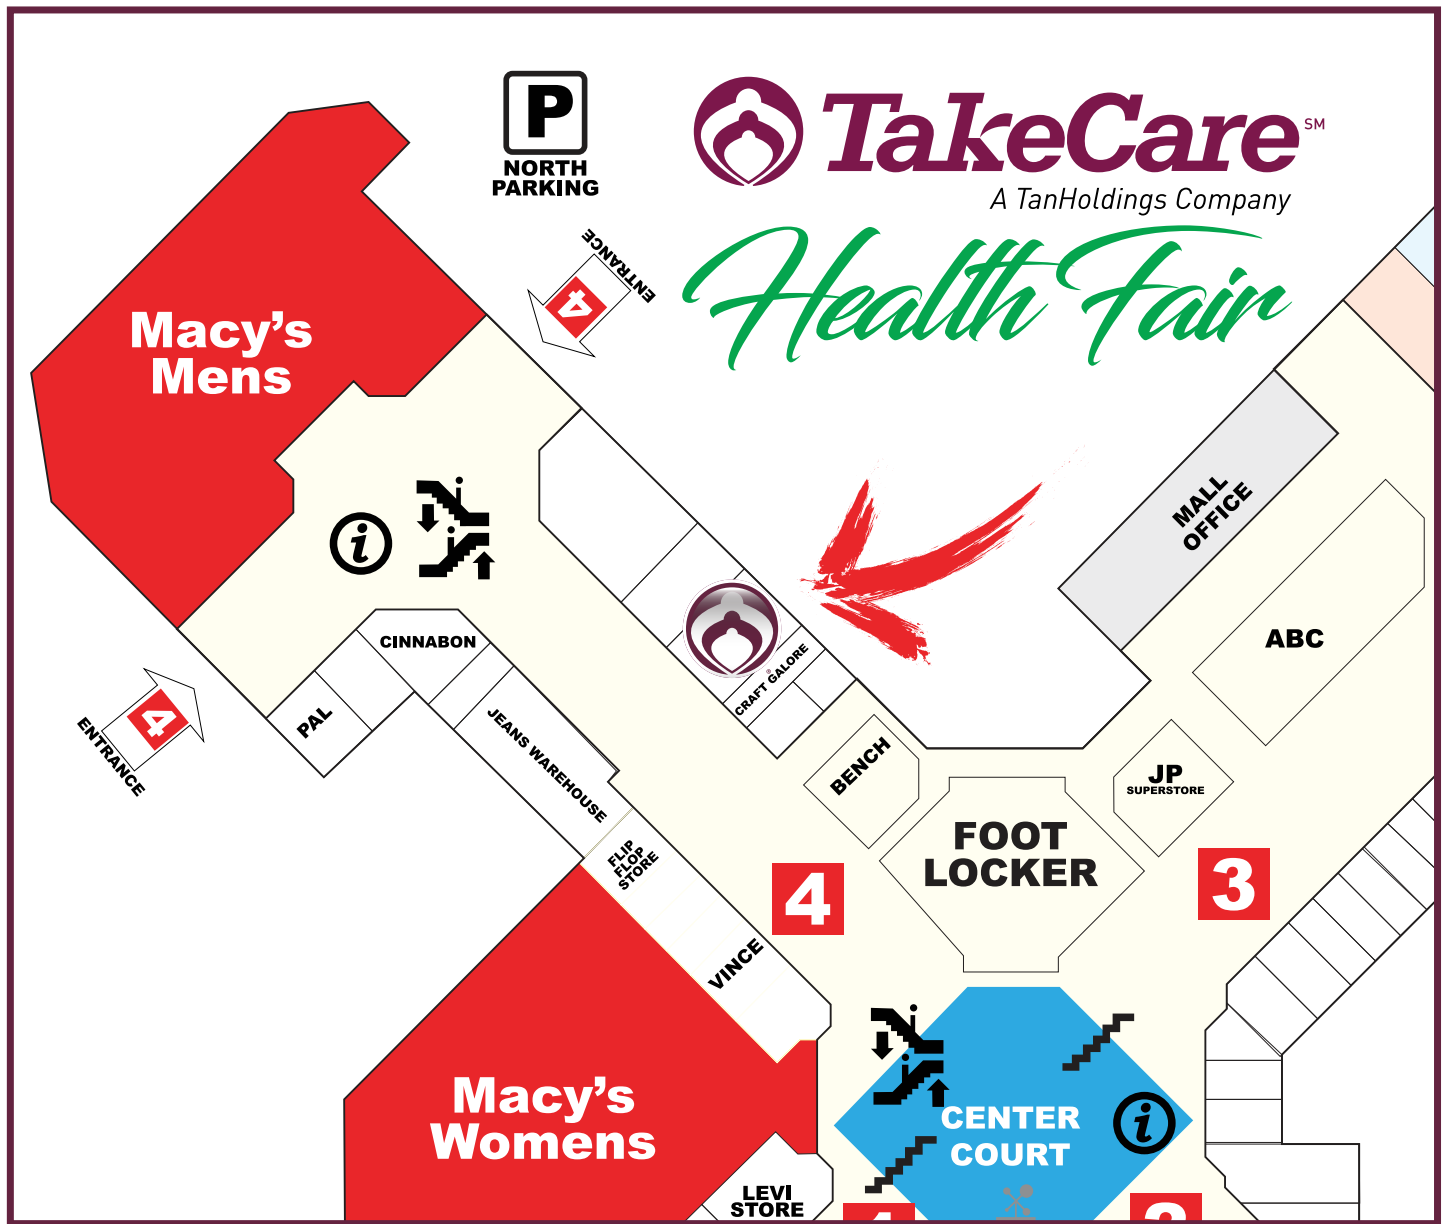 P
NORTH
PARKING
TakeCare SM
A TanHoldings Company
Health Fair
ENTRANCE
4
Macy's
Mens
MALL
OFFICE
i
ABC
CINNABON
CRAFT GALORE
®
PAL
4
ENTRANCE
JEANS WAREHOUSE
BENCH
JP
SUPERSTORE
FOOT
LOCKER
FLIP
FLOP
STORE
4
3
VINCE
Macy's
Womens
CENTER
COURT
i
LEVI
STORE